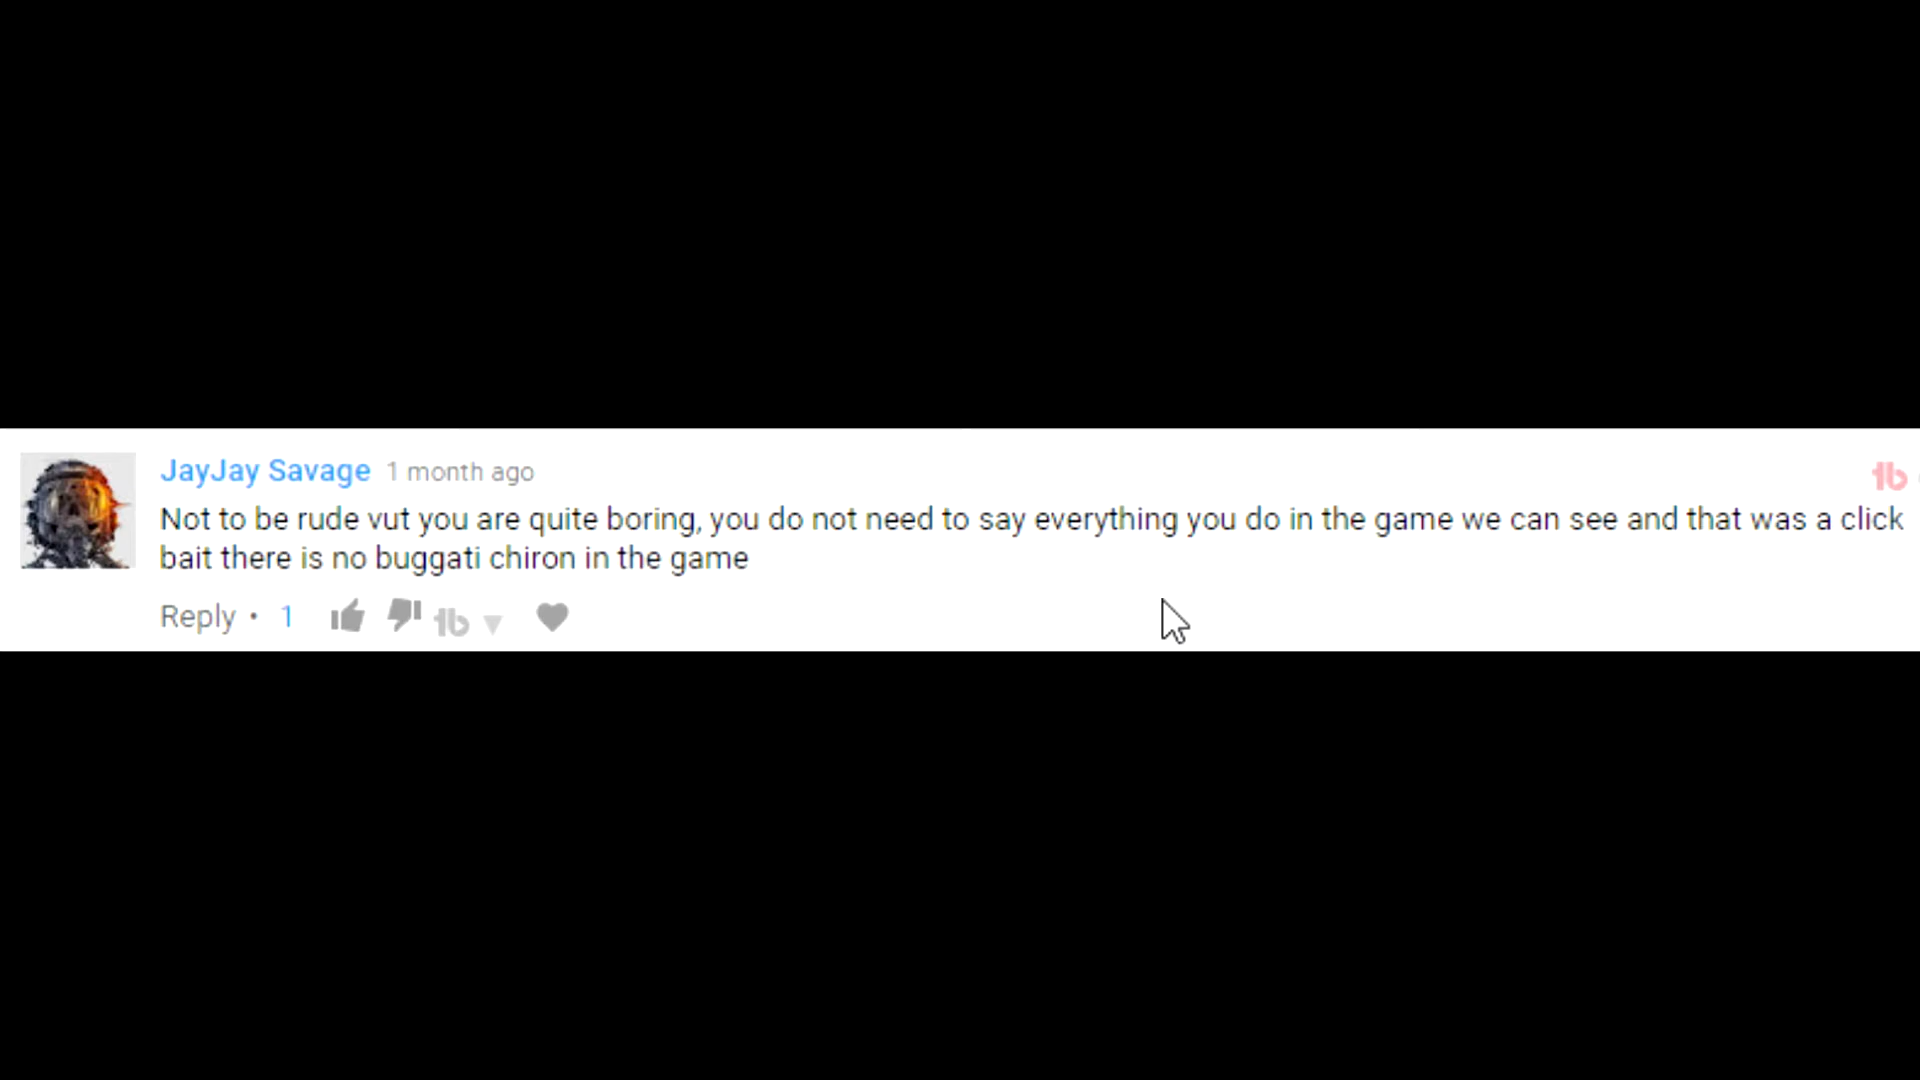 JayJay Savage 1 month ago
Not to be rude vut you are quite boring, you do not need to say everything you do in the game we can see and that was a click
bait there is no buggati chiron in the game
Reply • 1